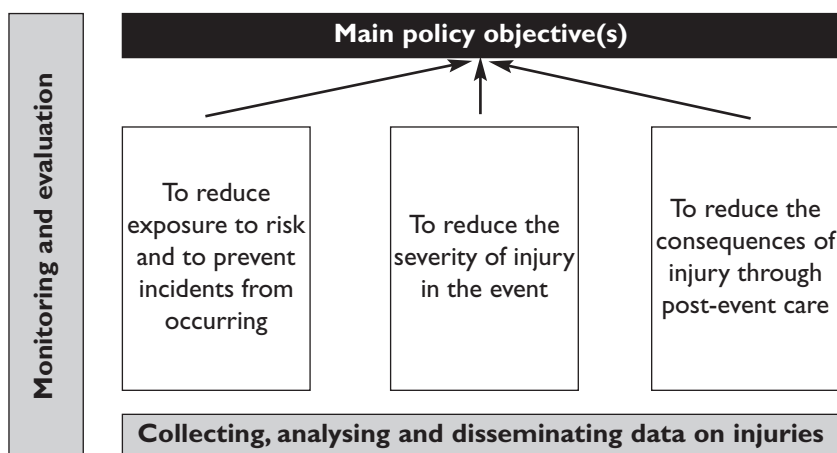 Monitoring and evaluation
Main policy objective(s)
To reduce
exposure to risk
and to prevent
incidents from
occurring
To reduce the
severity of injury
in the event
To reduce the
consequences of
injury through
post-event care
Collecting, analysing and disseminating data on injuries